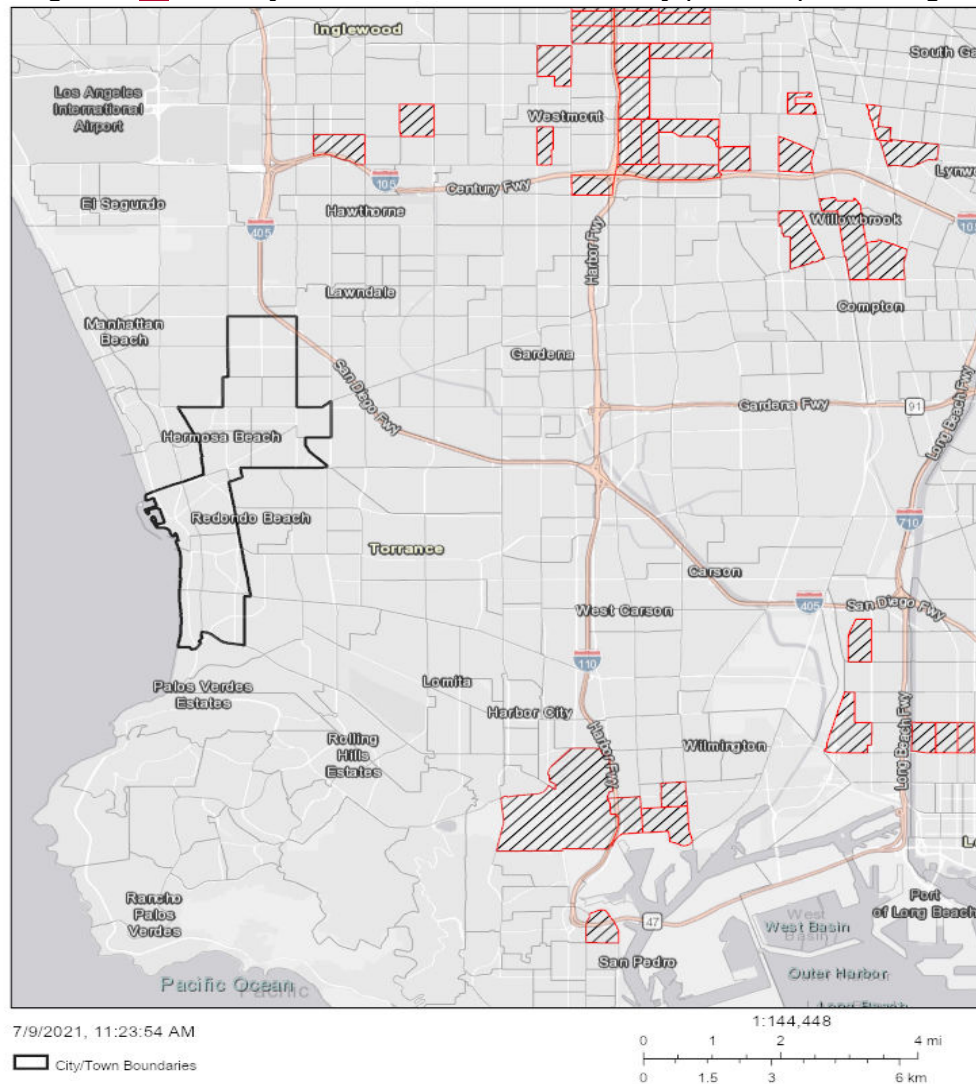 Inglewood
South Ga
Los Angeles
International
Airport
Westmont
105
Century Fwy
Lynwo
El Segundo
Hawthorne
Willowbrook
105
405
Harbor Fwy
Lawndale
Compton
Manhattan
Beach
Gardena
San Diego Fwy
Gardena Fwy
91
Long Beach Fwy
Hermosa Beach
Redondo Beach
710
Torrance
Carson
West Carson
405
San Diego Fwy
110
Palos Verdes
Estates
Lomita
Harbor City
Rolling
Hills
Estates
Harbor Fwy
Wilmington
Long Beach Fwy
Rancho
Palos
Verdes
Port
of Long Beach
47
West Basin
San Pedro
Pacific Ocean
Outer Harbor
7/9/2021, 11:23:54 AM
City/Town Boundaries
1:144,448
0 1 2 4 mi
0 1.5 3 6 km